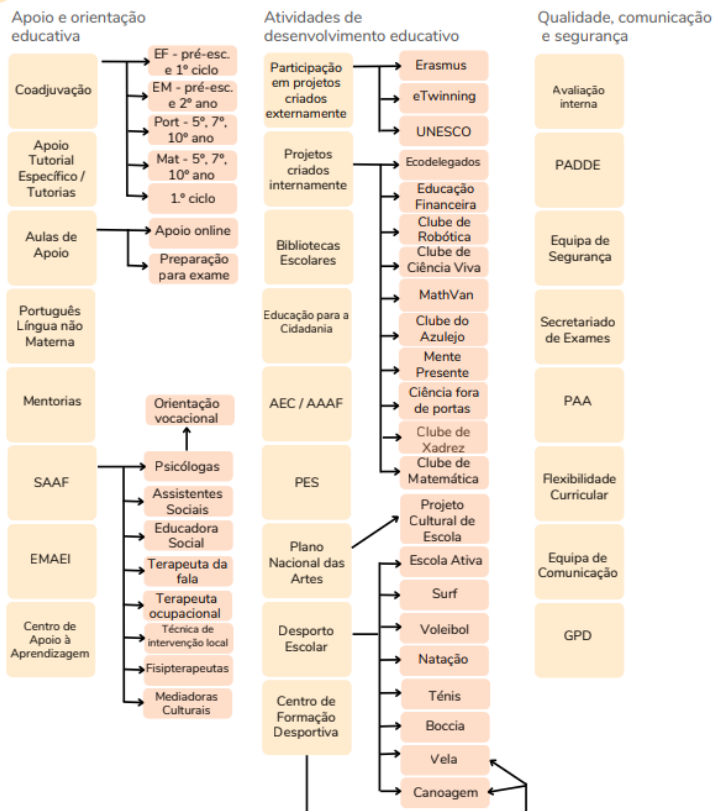 Apoio e orientação
educativa
Coadjuvação
EF - pré-esc.
e 1º ciclo
EM - pré-esc.
e 2º ano
Port - 5º, 7º,
10º ano
Mat - 5º, 7º,
10º ano
1.º ciclo
Apoio
Tutorial
Específico /
Tutorias
Aulas de
Apoio
Apoio online
Preparação
para exame
Português
Língua não
Materna
Mentorias
Orientação
vocacional
SAAF
Psicólogas
Assistentes
Sociais
Educadora
Social
Terapeuta da
fala
Terapeuta
ocupacional
Técnica de
intervenção local
Fisipterapeutas
Mediadoras
Culturais
EMAEI
Centro de
Apoio à
Aprendizagem
Atividades de
desenvolvimento educativo
Participação
em projetos
criados
externamente
Erasmus
eTwinning
UNESCO
Projetos
criados
internamente
Ecodelegados
Educação
Financeira
Clube de
Robótica
Clube de
Ciência Viva
MathVan
Clube do
Azulejo
Mente
Presente
Ciência fora
de portas
Clube de
Xadrez
Clube de
Matemática
Bibliotecas
Escolares
Educação para a
Cidadania
AEC / AAAF
PES
Plano
Nacional das
Artes
Projeto
Cultural de
Escola
Desporto
Escolar
Escola Ativa
Surf
Voleibol
Natação
Ténis
Boccia
Vela
Canoagem
Centro de
Formação
Desportiva
Qualidade, comunicação
e segurança
Avaliação
interna
PADDE
Equipa de
Segurança
Secretariado
de Exames
PAA
Flexibilidade
Curricular
Equipa de
Comunicação
GPD